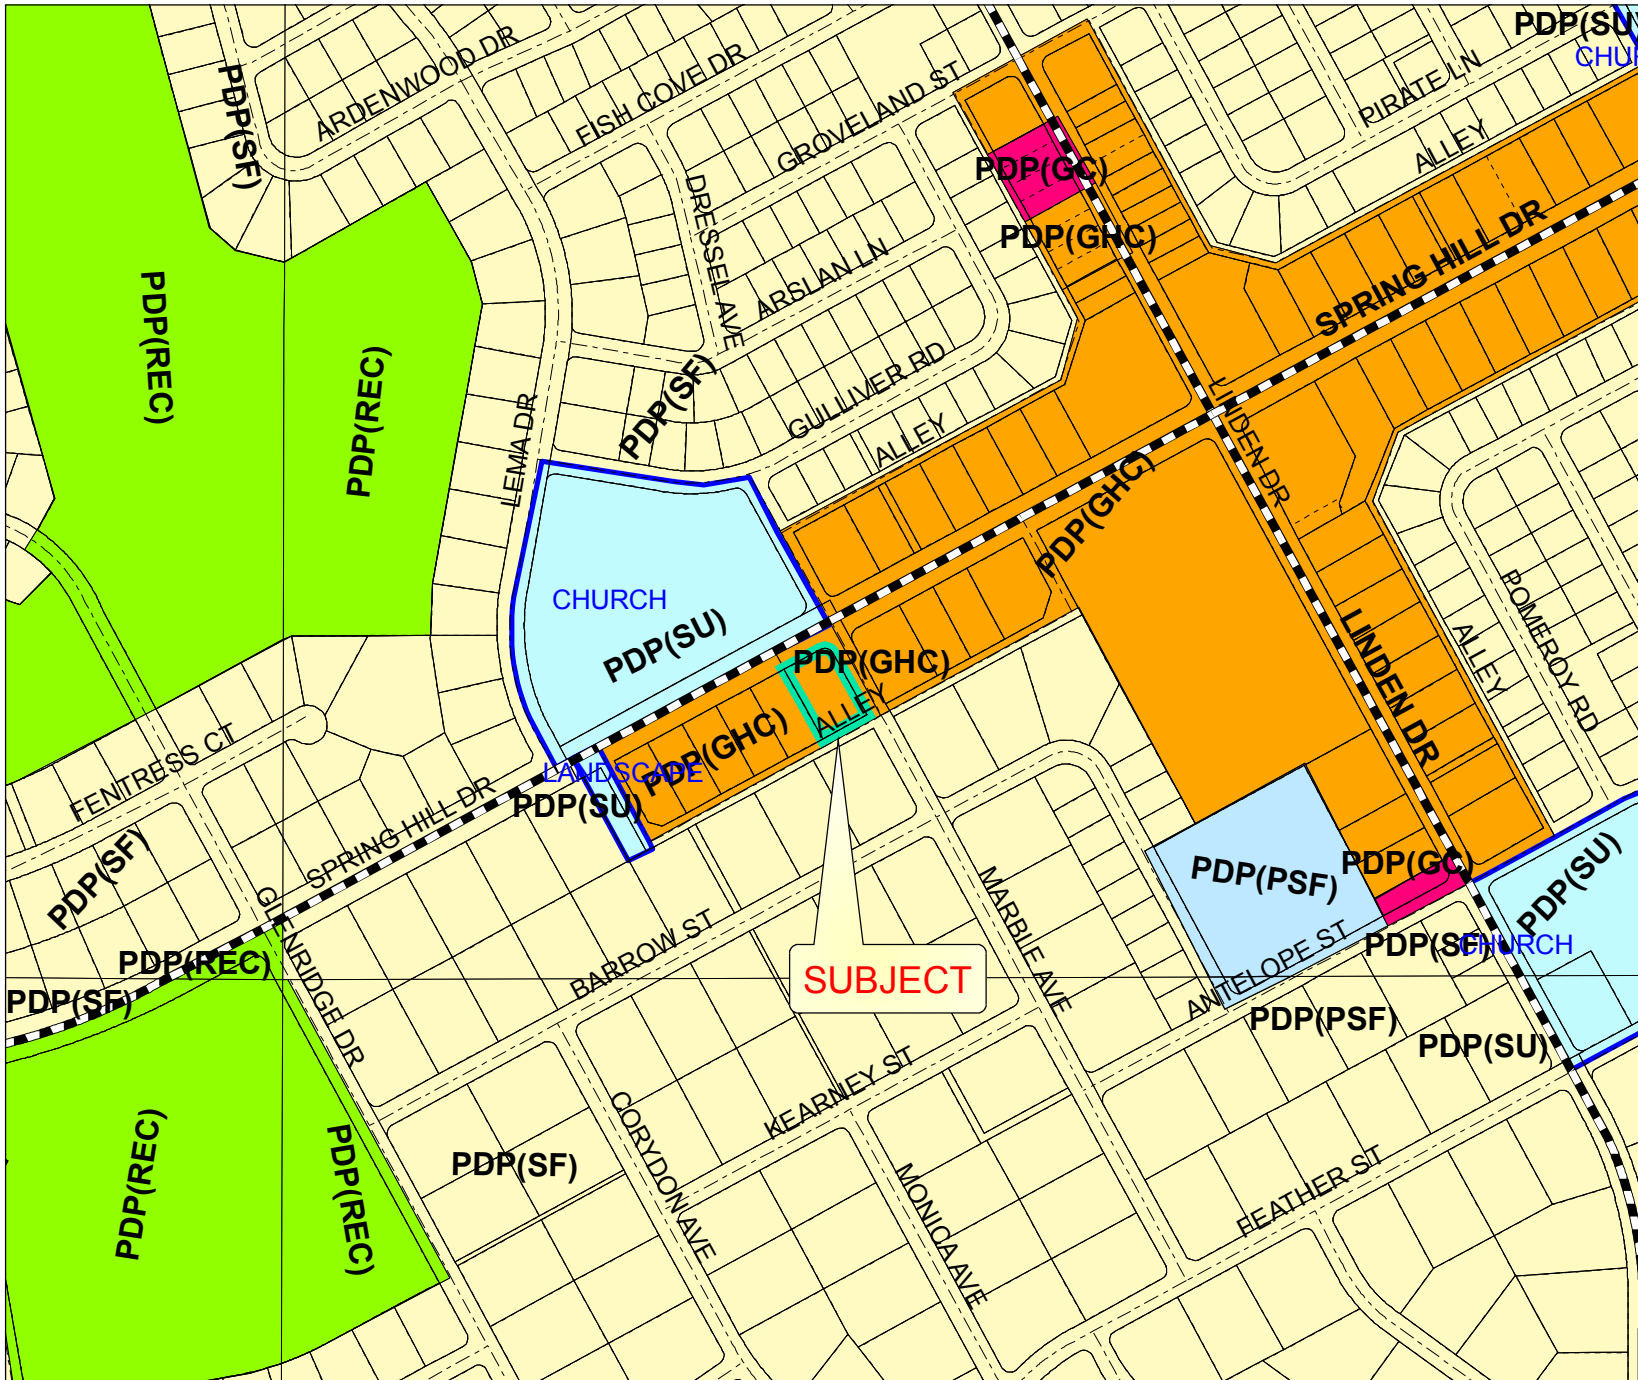 PDP(SU)
CHUR
ARDENWOOD DR
PDP(SF)
FISH COVE DR
GROVELAND ST
PIRATE LN
ALLEY
PDP(GC)
PDP(GHC)
DRESSEL AVE
ARSLAN LN
SPRING HILL DR
PDP(REC)
PDP(REC)
PDP(SF)
GULLIVER RD
ALLEY
LEMA DR
LINDEN DR
PDP(GHC)
CHURCH
PDP(SU)
PDP(GHC)
ALLEY
PDP(GHC)
LINDEN DR
ALLEY
POMEROY RD
FENTRESS CT
LANDSCAPE
PDP(SU)
SPRING HILL DR
PDP(SF)
GLENRIDGE DR
BARROW ST
MARBLE AVE
PDP(PSF)
PDP(GC)
PDP(SU)
PDP(SF)
CHURCH
PDP(REC)
PDP(SF)
SUBJECT
ANTELOPE ST
PDP(PSF)
PDP(SU)
KEARNEY ST
PDP(REC)
PDP(REC)
PDP(SF)
CORYDON AVE
MONICA AVE
FEATHER ST